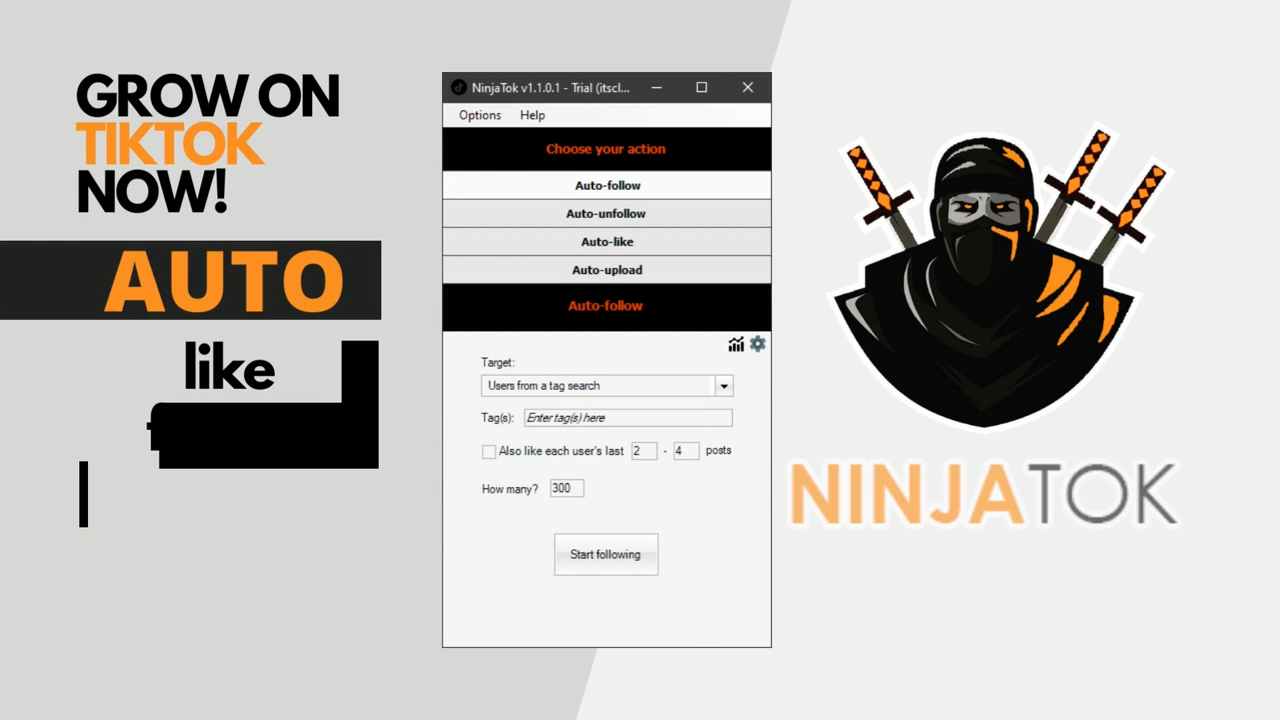 GROW ON
TIKTOK
NOW!
AUTO
like
NinjaTok v1.1.0.1 - Trial (itscl...
Options Help
Choose your action
Auto-follow
Auto-unfollow
Auto-like
Auto-upload
Auto-follow
Target:
Users from a tag search
Tag(s): Enter tag(s) here
Also like each user's last 2 - 4 posts
How many? 300
Start following
NINJATOK